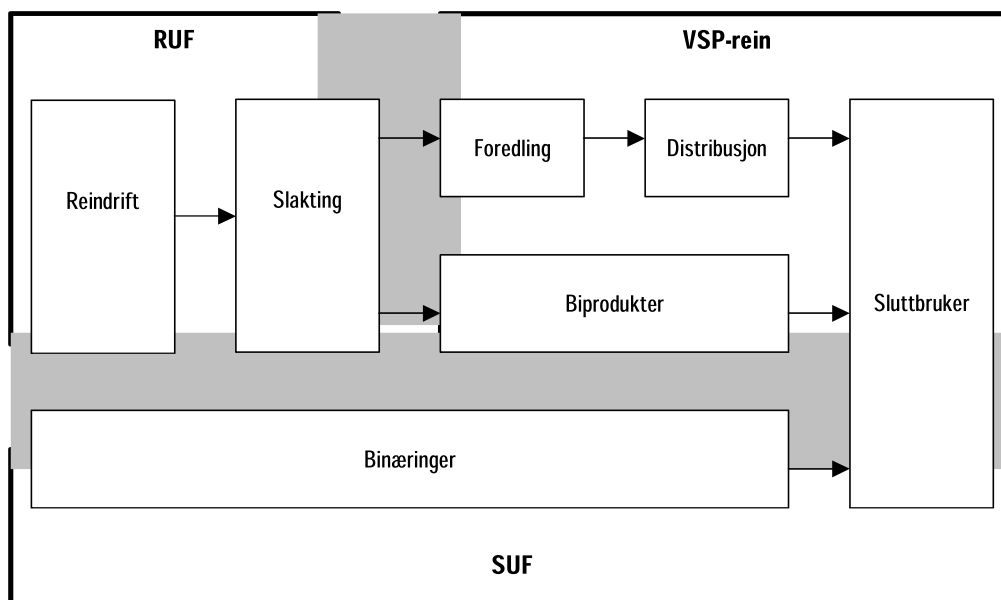 RUF
VSP-rein
Reindrift
Slakting
Foredling
Distribusjon
Biprodukter
Sluttbruker
Binæringer
SUF